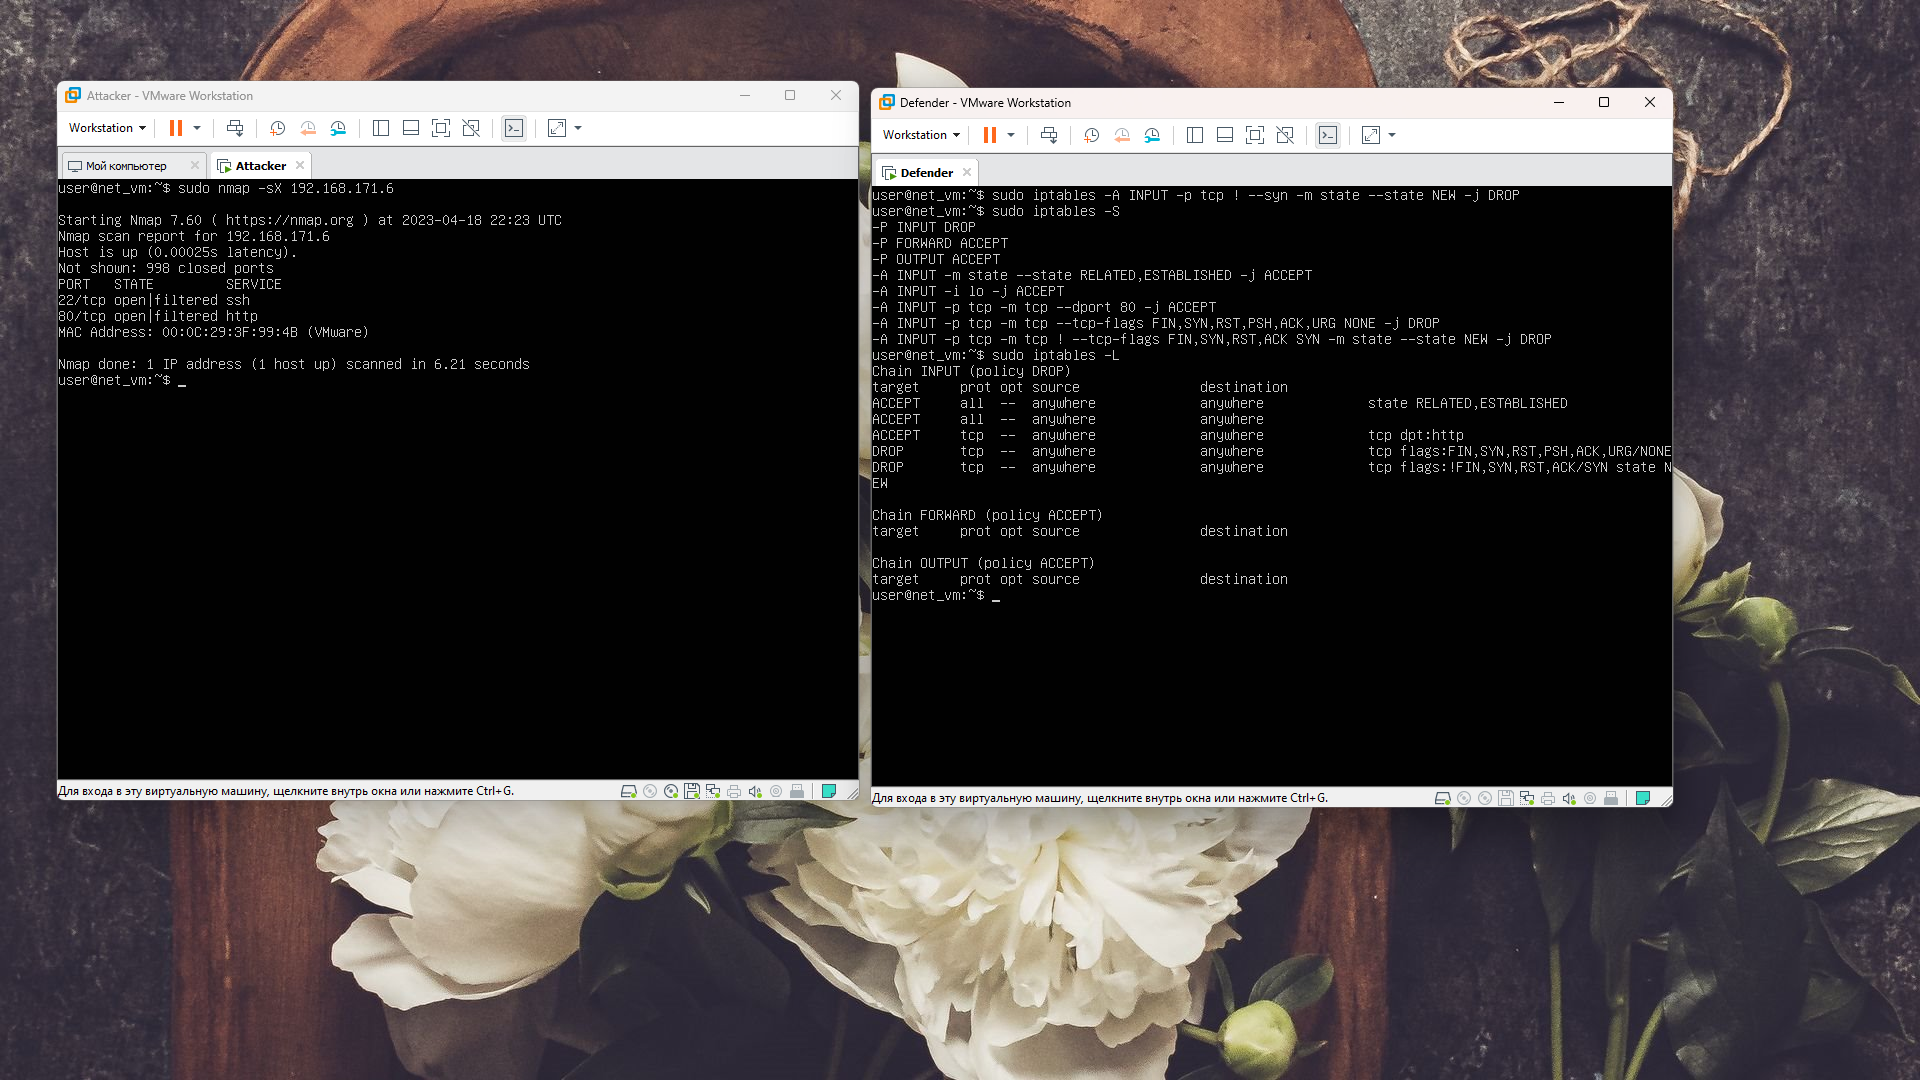 Attacker - VMware Workstation
Workstation
Мой компьютер
Attacker
user@net_vm:~$ sudo nmap -sX 192.168.171.6
Starting Nmap 7.60 ( https://nmap.org ) at 2023-04-18 22:23 UTC
Nmap scan report for 192.168.171.6
Host is up (0.00025s latency).
Not shown: 998 closed ports
PORT   STATE         SERVICE
22/tcp open|filtered ssh
80/tcp open|filtered http
MAC Address: 00:0C:29:3F:99:4B (VMware)
Nmap done: 1 IP address (1 host up) scanned in 6.21 seconds
user@net_vm:~$ _
Для входа в эту виртуальную машину, щелкните внутрь окна или нажмите Ctrl+G.
Defender - VMware Workstation
Workstation
Defender
user@net_vm:~$ sudo iptables -A INPUT -p tcp ! --syn -m state --state NEW -j DROP
user@net_vm:~$ sudo iptables -S
-P INPUT DROP
-P FORWARD ACCEPT
-P OUTPUT ACCEPT
-A INPUT -m state --state RELATED,ESTABLISHED -j ACCEPT
-A INPUT -i lo -j ACCEPT
-A INPUT -p tcp -m tcp --dport 80 -j ACCEPT
-A INPUT -p tcp -m tcp --tcp-flags FIN,SYN,RST,PSH,ACK,URG NONE -j DROP
-A INPUT -p tcp -m tcp ! --tcp-flags FIN,SYN,RST,ACK SYN -m state --state NEW -j DROP
user@net_vm:~$ sudo iptables -L
Chain INPUT (policy DROP)
target     prot opt source               destination
ACCEPT     all  --  anywhere             anywhere             state RELATED,ESTABLISHED
ACCEPT     all  --  anywhere             anywhere
ACCEPT     tcp  --  anywhere             anywhere             tcp dpt:http
DROP       tcp  --  anywhere             anywhere             tcp flags:FIN,SYN,RST,PSH,ACK,URG/NONE
DROP       tcp  --  anywhere             anywhere             tcp flags:!FIN,SYN,RST,ACK/SYN state N
EW
Chain FORWARD (policy ACCEPT)
target     prot opt source               destination
Chain OUTPUT (policy ACCEPT)
target     prot opt source               destination
user@net_vm:~$ _
Для входа в эту виртуальную машину, щелкните внутрь окна или нажмите Ctrl+G.